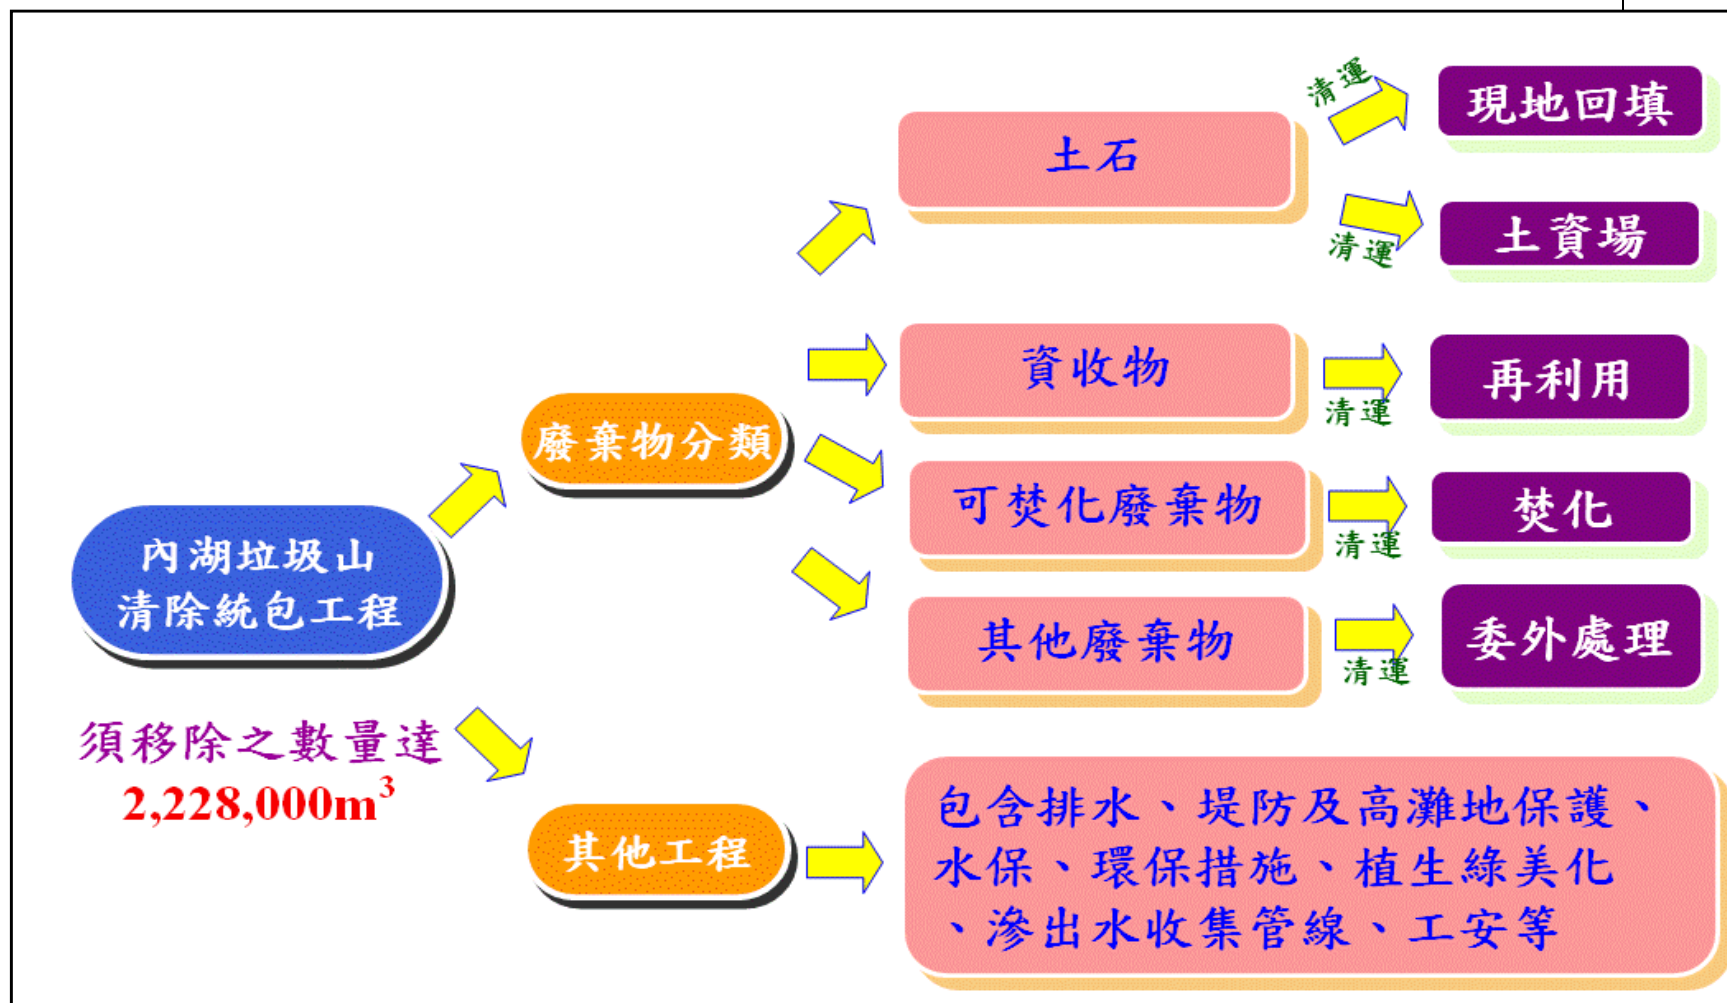 內湖垃圾山
清除統包工程
須移除之數量達
2,228,000m³
廢棄物分類
土石
清運
現地回填
清運
土資場
資收物
清運
再利用
可焚化廢棄物
清運
焚化
其他廢棄物
清運
委外處理
其他工程
包含排水、堤防及高灘地保護、
水保、環保措施、植生綠美化
、滲出水收集管線、工安等